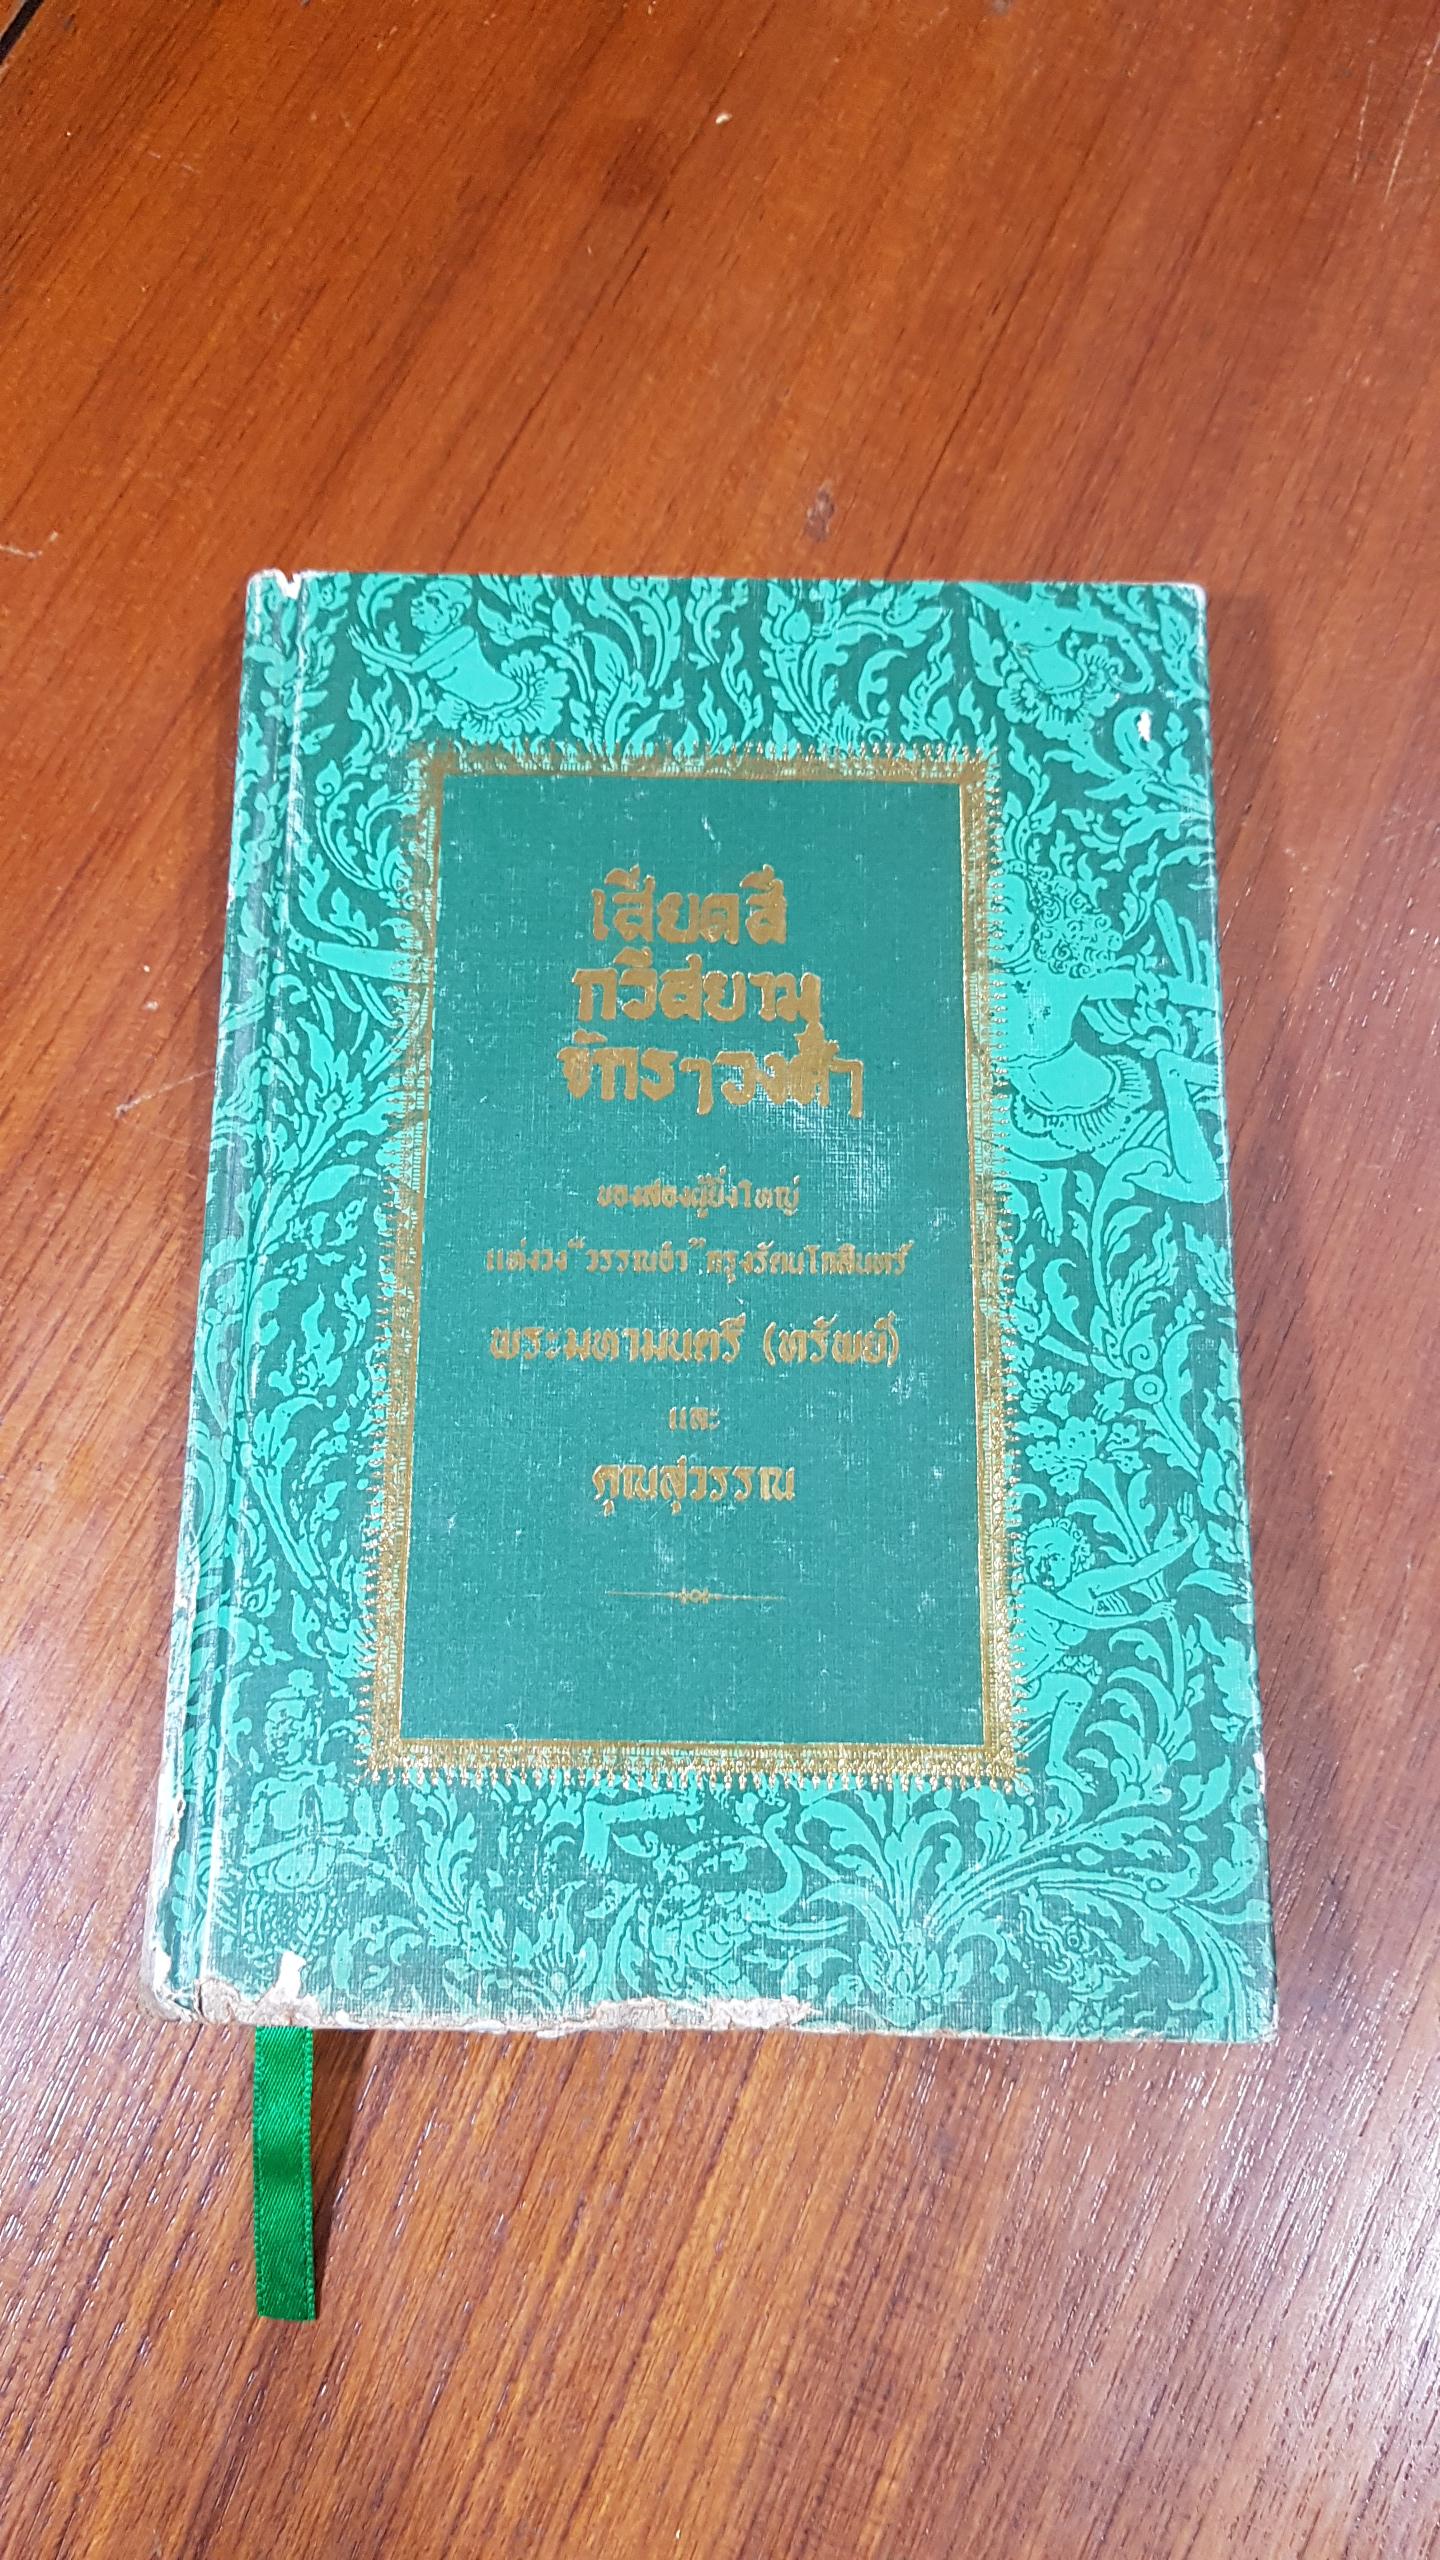 เสียดสี
กวีสยาม
จักราวงศ์า
ของสองผู้ยิ่งใหญ่
แห่งวง“วรรณขำ”กรุงรัตนโกสินทร์
พระมหามนตรี (ทรัพย์)
และ
คุณสุวรรณ